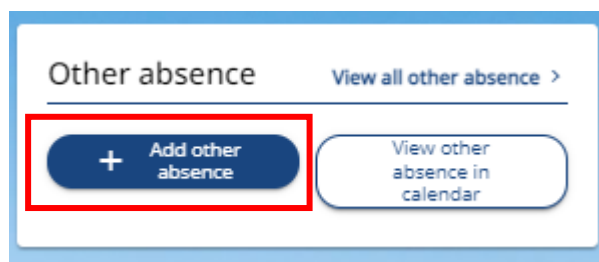 Other absence
View all other absence >
+ Add other
absence
View other
absence in
calendar